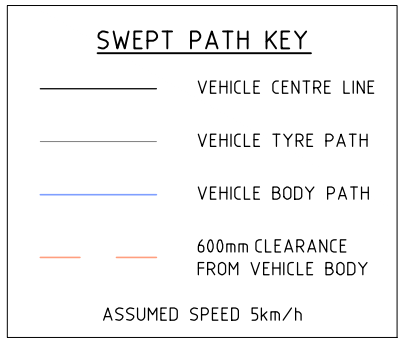 SWEPT PATH KEY
VEHICLE CENTRE LINE
VEHICLE TYRE PATH
VEHICLE BODY PATH
600mm CLEARANCE
FROM VEHICLE BODY
ASSUMED SPEED 5km/h